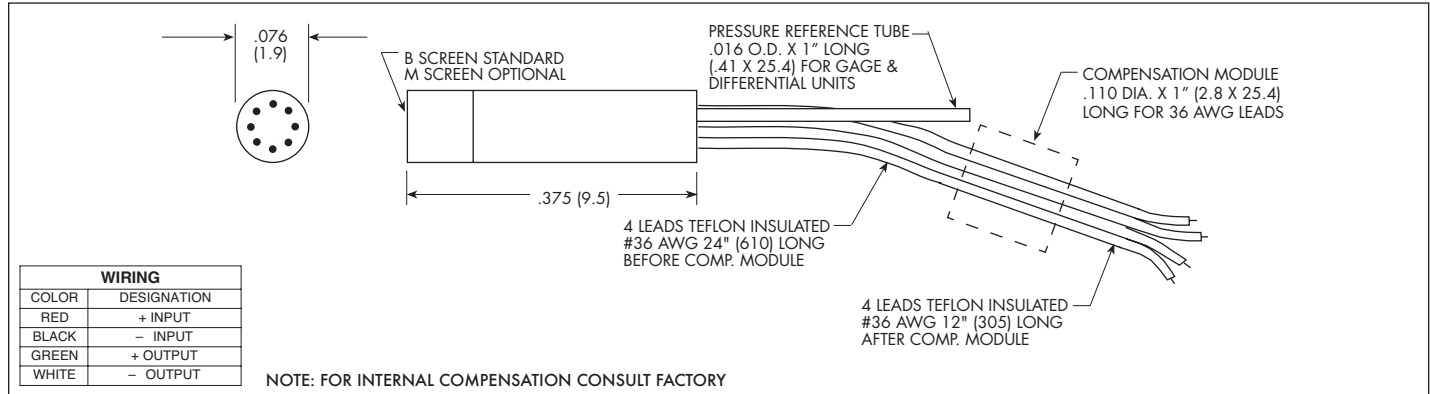 .076
(1.9)
B SCREEN STANDARD
M SCREEN OPTIONAL
PRESSURE REFERENCE TUBE
.016 O.D. X 1” LONG
(.41 X 25.4) FOR GAGE &
DIFFERENTIAL UNITS
COMPENSATION MODULE
.110 DIA. X 1” (2.8 X 25.4)
LONG FOR 36 AWG LEADS
.375 (9.5)
4 LEADS TEFLON INSULATED
#36 AWG 24" (610) LONG
BEFORE COMP. MODULE
4 LEADS TEFLON INSULATED
#36 AWG 12" (305) LONG
AFTER COMP. MODULE
WIRING
COLOR DESIGNATION
RED + INPUT
BLACK – INPUT
GREEN + OUTPUT
WHITE – OUTPUT
NOTE: FOR INTERNAL COMPENSATION CONSULT FACTORY